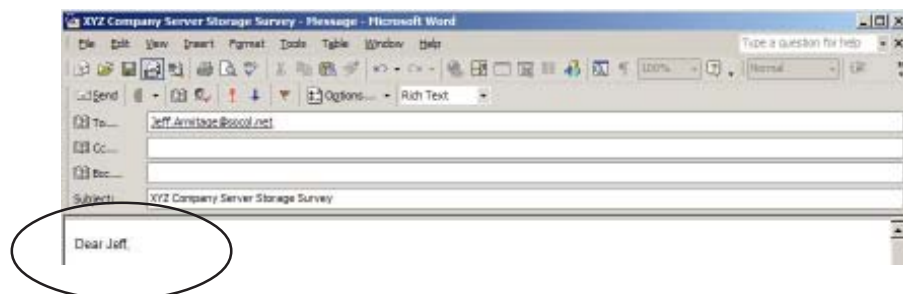 XYZ Company Server Storage Survey - Message - Microsoft Word
File Edit View Insert Format Tools Table Window Help Type a question for help
100% Normal
Send Options... Rich Text
To... Jeff.Armitage@socol.net
Cc...
Bcc...
Subject: XYZ Company Server Storage Survey
Dear Jeff,